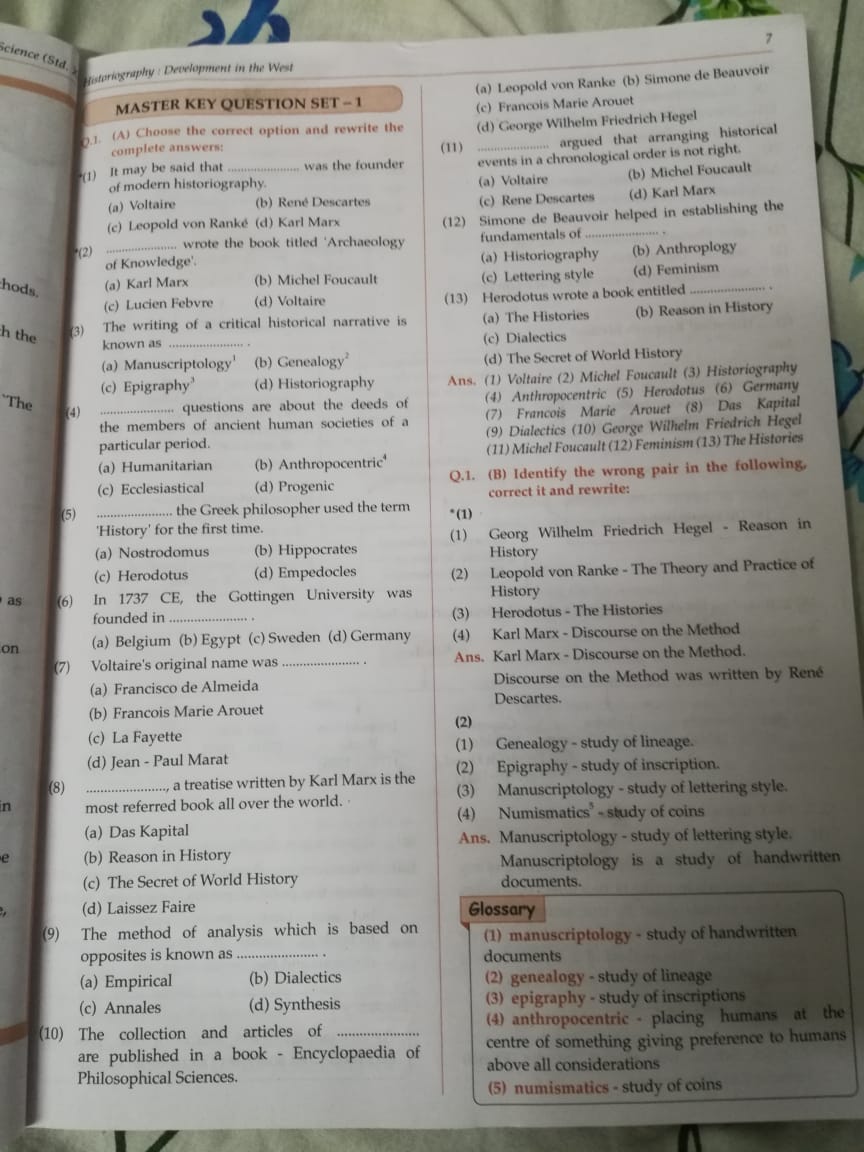 Science (Std.
hods.
h the
'The
as
on
in
e
Historiography : Development in the West
7
MASTER KEY QUESTION SET – 1
Q.1. (A) Choose the correct option and rewrite the
complete answers:
*(1) It may be said that ..................... was the founder
of modern historiography.
(a) Voltaire (b) René Descartes
(c) Leopold von Ranké (d) Karl Marx
*(2) ..................... wrote the book titled 'Archaeology
of Knowledge'.
(a) Karl Marx (b) Michel Foucault
(c) Lucien Febvre (d) Voltaire
(3) The writing of a critical historical narrative is
known as ..................... .
(a) Manuscriptology¹ (b) Genealogy²
(c) Epigraphy³ (d) Historiography
(4) ..................... questions are about the deeds of
the members of ancient human societies of a
particular period.
(a) Humanitarian (b) Anthropocentric⁴
(c) Ecclesiastical (d) Progenic
(5) ..................... the Greek philosopher used the term
'History' for the first time.
(a) Nostrodomus (b) Hippocrates
(c) Herodotus (d) Empedocles
(6) In 1737 CE, the Gottingen University was
founded in ..................... .
(a) Belgium (b) Egypt (c) Sweden (d) Germany
(7) Voltaire's original name was ..................... .
(a) Francisco de Almeida
(b) Francois Marie Arouet
(c) La Fayette
(d) Jean - Paul Marat
(8) ....................., a treatise written by Karl Marx is the
most referred book all over the world.
(a) Das Kapital
(b) Reason in History
(c) The Secret of World History
(d) Laissez Faire
(9) The method of analysis which is based on
opposites is known as ..................... .
(a) Empirical (b) Dialectics
(c) Annales (d) Synthesis
(10) The collection and articles of .....................
are published in a book - Encyclopaedia of
Philosophical Sciences.
(a) Leopold von Ranke (b) Simone de Beauvoir
(c) Francois Marie Arouet
(d) George Wilhelm Friedrich Hegel
(11) ..................... argued that arranging historical
events in a chronological order is not right.
(a) Voltaire (b) Michel Foucault
(c) Rene Descartes (d) Karl Marx
(12) Simone de Beauvoir helped in establishing the
fundamentals of ..................... .
(a) Historiography (b) Anthroplogy
(c) Lettering style (d) Feminism
(13) Herodotus wrote a book entitled ..................... .
(a) The Histories (b) Reason in History
(c) Dialectics
(d) The Secret of World History
Ans. (1) Voltaire (2) Michel Foucault (3) Historiography
(4) Anthropocentric (5) Herodotus (6) Germany
(7) Francois Marie Arouet (8) Das Kapital
(9) Dialectics (10) George Wilhelm Friedrich Hegel
(11) Michel Foucault (12) Feminism (13) The Histories
Q.1. (B) Identify the wrong pair in the following,
correct it and rewrite:
*(1)
(1) Georg Wilhelm Friedrich Hegel - Reason in
History
(2) Leopold von Ranke - The Theory and Practice of
History
(3) Herodotus - The Histories
(4) Karl Marx - Discourse on the Method
Ans. Karl Marx - Discourse on the Method.
Discourse on the Method was written by René
Descartes.
(2)
(1) Genealogy - study of lineage.
(2) Epigraphy - study of inscription.
(3) Manuscriptology - study of lettering style.
(4) Numismatics⁵ - study of coins
Ans. Manuscriptology - study of lettering style.
Manuscriptology is a study of handwritten
documents.
Glossary
(1) manuscriptology - study of handwritten
documents
(2) genealogy - study of lineage
(3) epigraphy - study of inscriptions
(4) anthropocentric - placing humans at the
centre of something giving preference to humans
above all considerations
(5) numismatics - study of coins